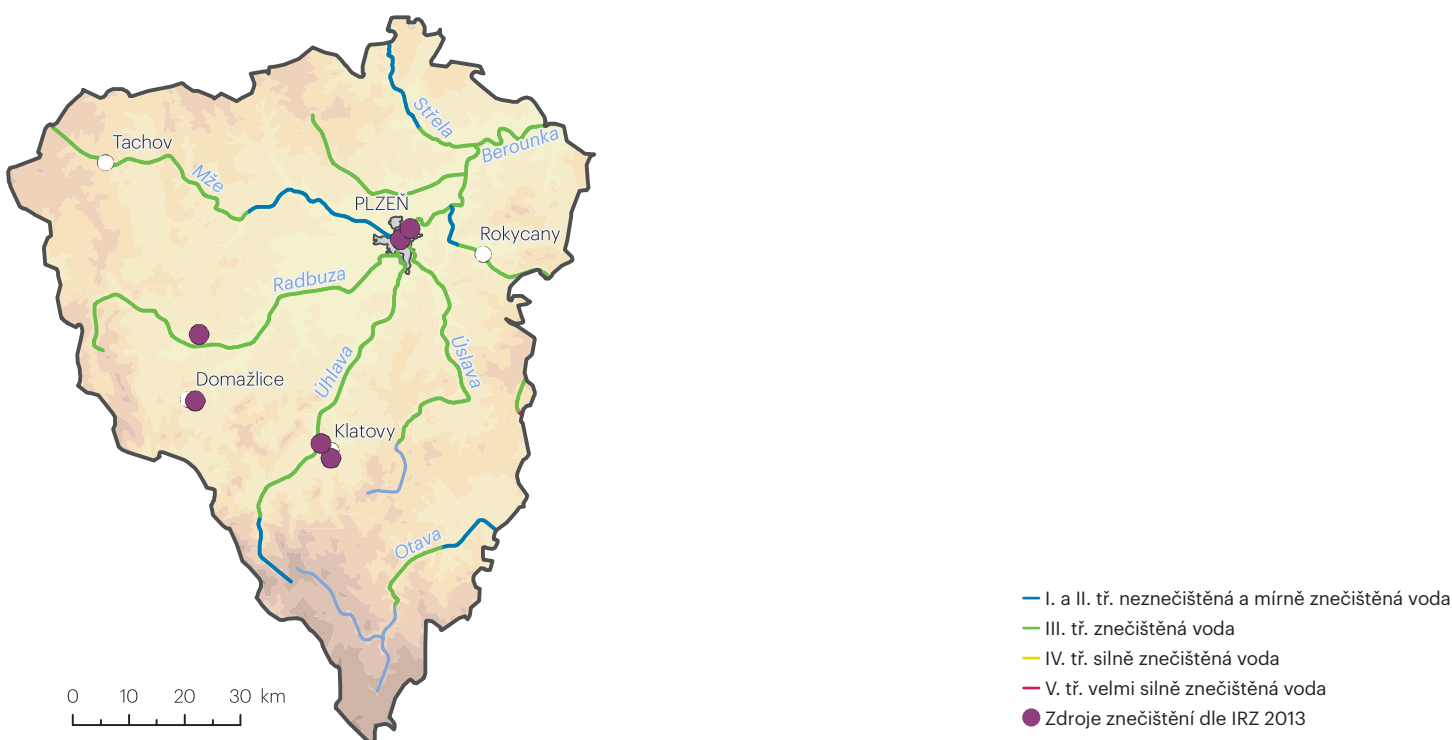 Střela
Berounka
Tachov
Mže
PLZEŇ
Rokycany
Radbuza
Úhlava
Úslava
Domažlice
Klatovy
Otava
0 10 20 30 km
I. a II. tř. neznečištěná a mírně znečištěná voda
III. tř. znečištěná voda
IV. tř. silně znečištěná voda
V. tř. velmi silně znečištěná voda
Zdroje znečištění dle IRZ 2013